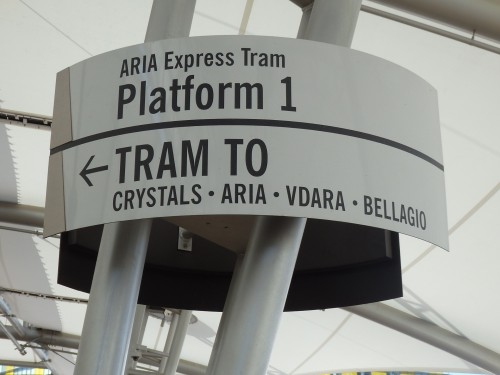 ARIA Express Tram
Platform 1
← TRAM TO
CRYSTALS • ARIA • VDARA • BELLAGIO